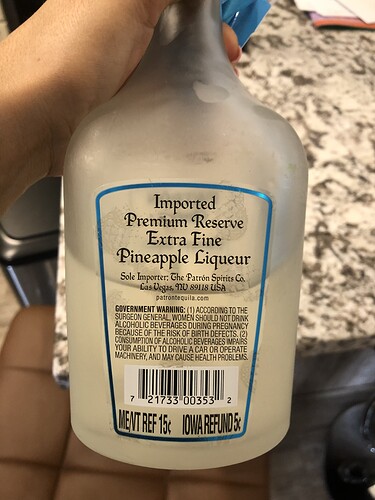 Imported
Premium Reserve
Extra Fine
Pineapple Liqueur
Sole Importer: The Patrón Spirits Co.
Las Vegas, NV 89118 USA
patrontequila.com
GOVERNMENT WARNING: (1) ACCORDING TO THE
SURGEON GENERAL, WOMEN SHOULD NOT DRINK
ALCOHOLIC BEVERAGES DURING PREGNANCY
BECAUSE OF THE RISK OF BIRTH DEFECTS. (2)
CONSUMPTION OF ALCOHOLIC BEVERAGES IMPAIRS
YOUR ABILITY TO DRIVE A CAR OR OPERATE
MACHINERY, AND MAY CAUSE HEALTH PROBLEMS.
7 21733 00353 2
ME/VT REF 15¢ IOWA REFUND 5¢